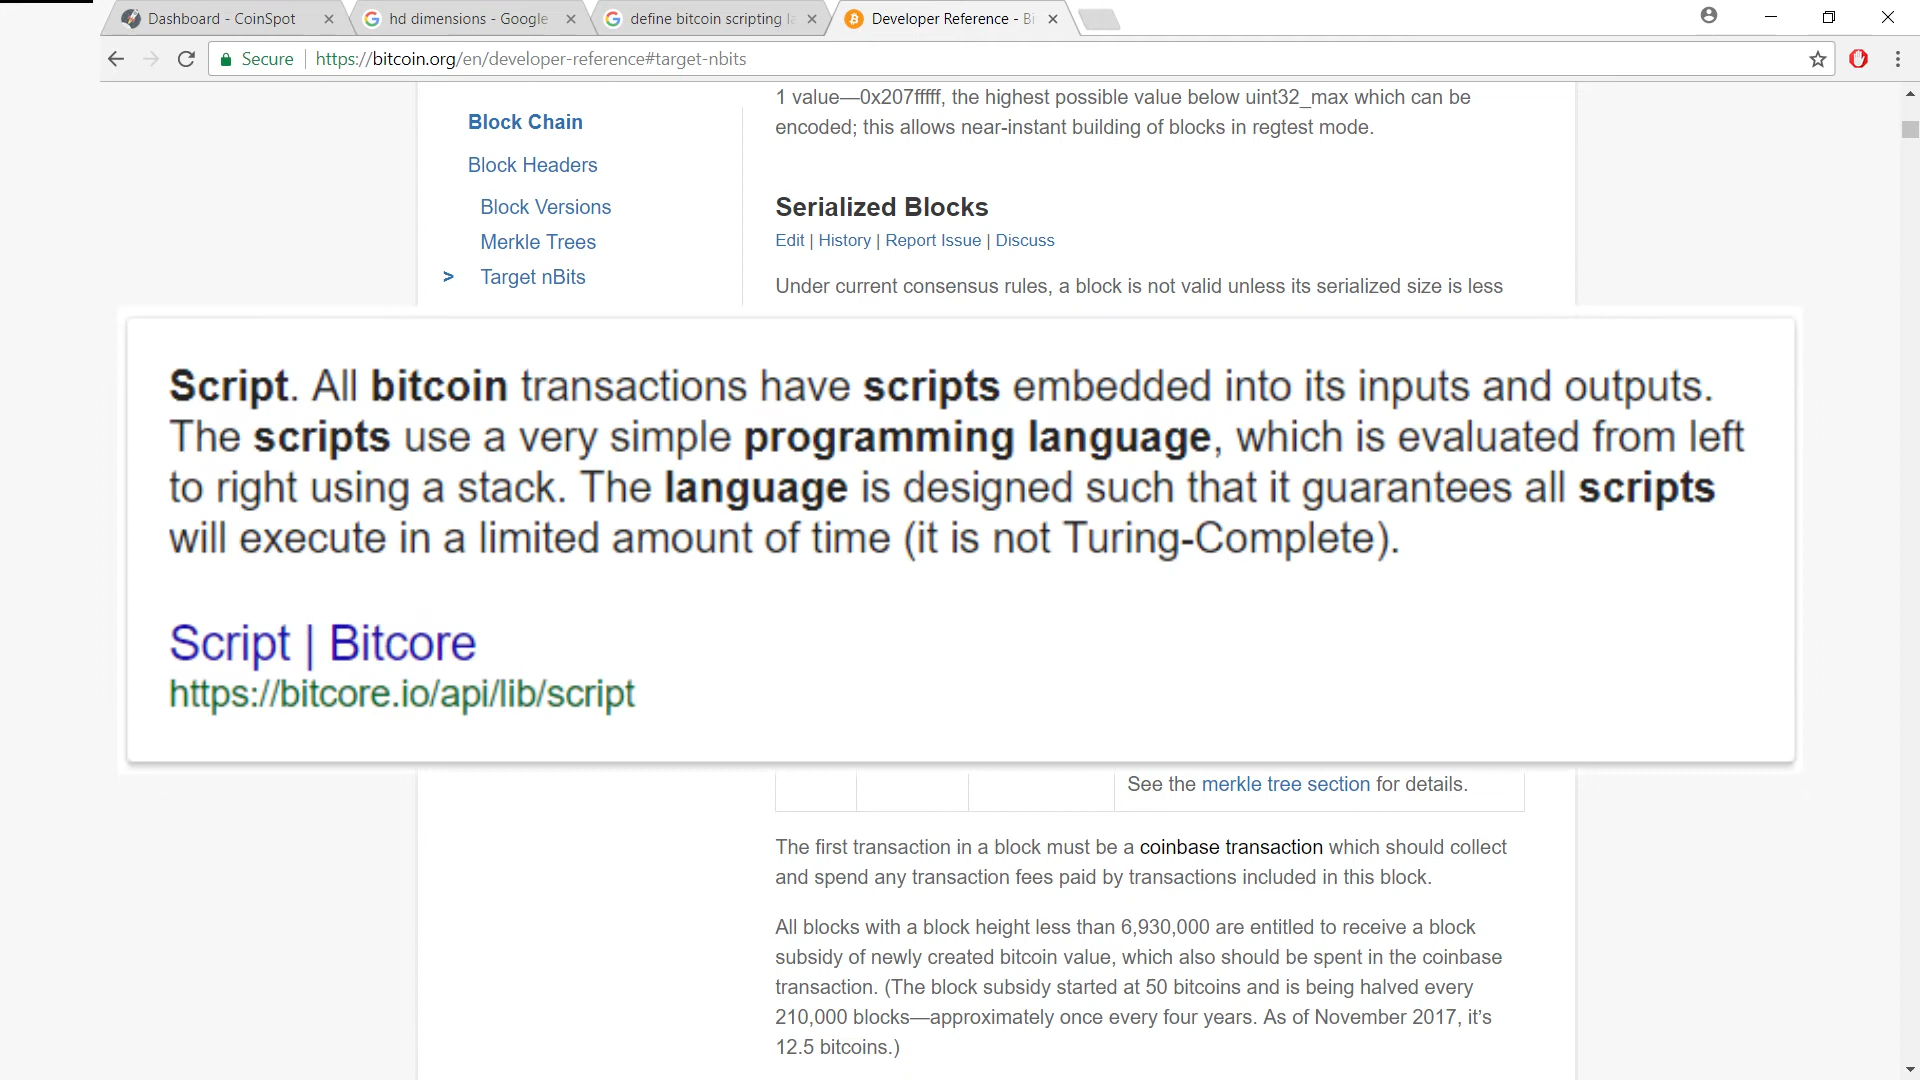 Dashboard - CoinSpot
hd dimensions - Google
define bitcoin scripting l
Developer Reference - Bi
Secure
https://bitcoin.org/en/developer-reference#target-nbits
Block Chain
Block Headers
Block Versions
Merkle Trees
> Target nBits
1 value—0x207fffff, the highest possible value below uint32_max which can be
encoded; this allows near-instant building of blocks in regtest mode.
Serialized Blocks
Edit | History | Report Issue | Discuss
Under current consensus rules, a block is not valid unless its serialized size is less
Script. All bitcoin transactions have scripts embedded into its inputs and outputs.
The scripts use a very simple programming language, which is evaluated from left
to right using a stack. The language is designed such that it guarantees all scripts
will execute in a limited amount of time (it is not Turing-Complete).
Script | Bitcore
https://bitcore.io/api/lib/script
See the merkle tree section for details.
The first transaction in a block must be a coinbase transaction which should collect
and spend any transaction fees paid by transactions included in this block.
All blocks with a block height less than 6,930,000 are entitled to receive a block
subsidy of newly created bitcoin value, which also should be spent in the coinbase
transaction. (The block subsidy started at 50 bitcoins and is being halved every
210,000 blocks—approximately once every four years. As of November 2017, it’s
12.5 bitcoins.)